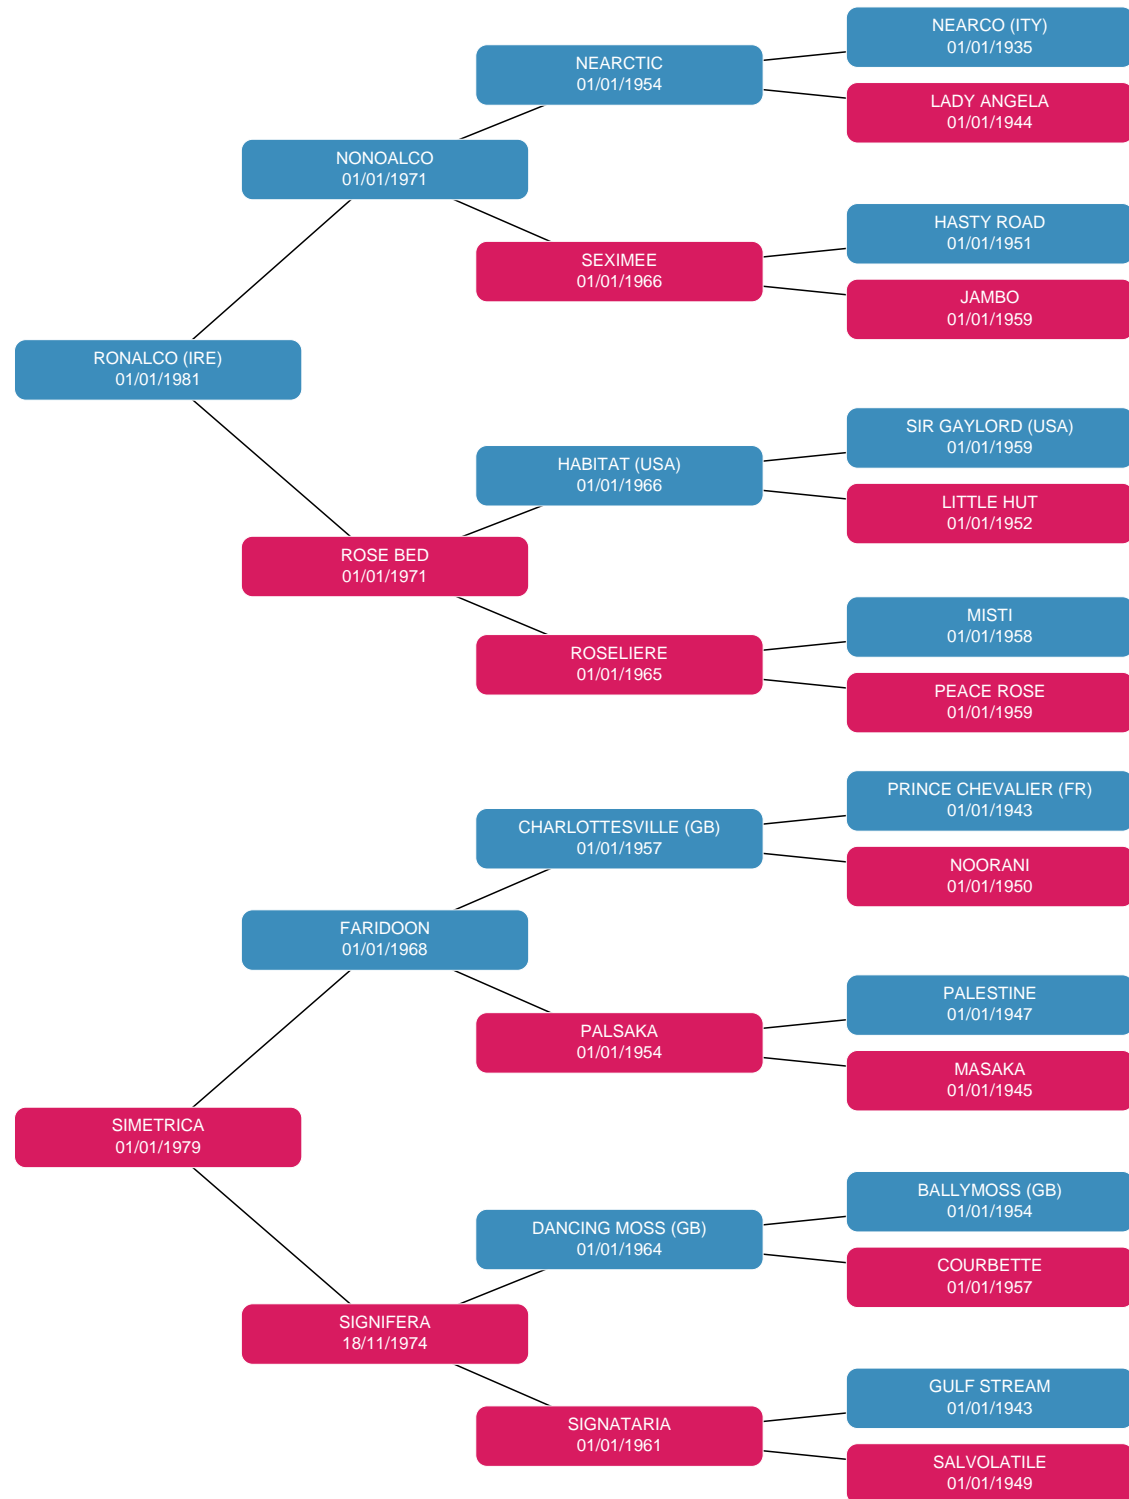 NEARCO (ITY)
01/01/1935
NEARCTIC
01/01/1954
LADY ANGELA
01/01/1944
NONOALCO
01/01/1971
HASTY ROAD
01/01/1951
SEXIMEE
01/01/1966
JAMBO
01/01/1959
RONALCO (IRE)
01/01/1981
SIR GAYLORD (USA)
01/01/1959
HABITAT (USA)
01/01/1966
LITTLE HUT
01/01/1952
ROSE BED
01/01/1971
MISTI
01/01/1958
ROSELIERE
01/01/1965
PEACE ROSE
01/01/1959
PRINCE CHEVALIER (FR)
01/01/1943
CHARLOTTESVILLE (GB)
01/01/1957
NOORANI
01/01/1950
FARIDOON
01/01/1968
PALESTINE
01/01/1947
PALSAKA
01/01/1954
MASAKA
01/01/1945
SIMETRICA
01/01/1979
BALLYMOSS (GB)
01/01/1954
DANCING MOSS (GB)
01/01/1964
COURBETTE
01/01/1957
SIGNIFERA
18/11/1974
GULF STREAM
01/01/1943
SIGNATARIA
01/01/1961
SALVOLATILE
01/01/1949